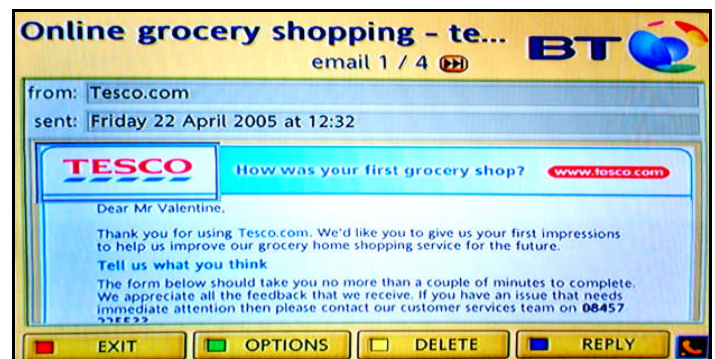 Online grocery shopping - te...
BT
email 1 / 4
from: Tesco.com
sent: Friday 22 April 2005 at 12:32
TESCO
How was your first grocery shop?
www.tesco.com
Dear Mr Valentine,
Thank you for using Tesco.com. We'd like you to give us your first impressions
to help us improve our grocery home shopping service for the future.
Tell us what you think
The form below should take you no more than a couple of minutes to complete.
We appreciate all the feedback that we receive. If you have an issue that needs
immediate attention then please contact our customer services team on 08457
EXIT
OPTIONS
DELETE
REPLY